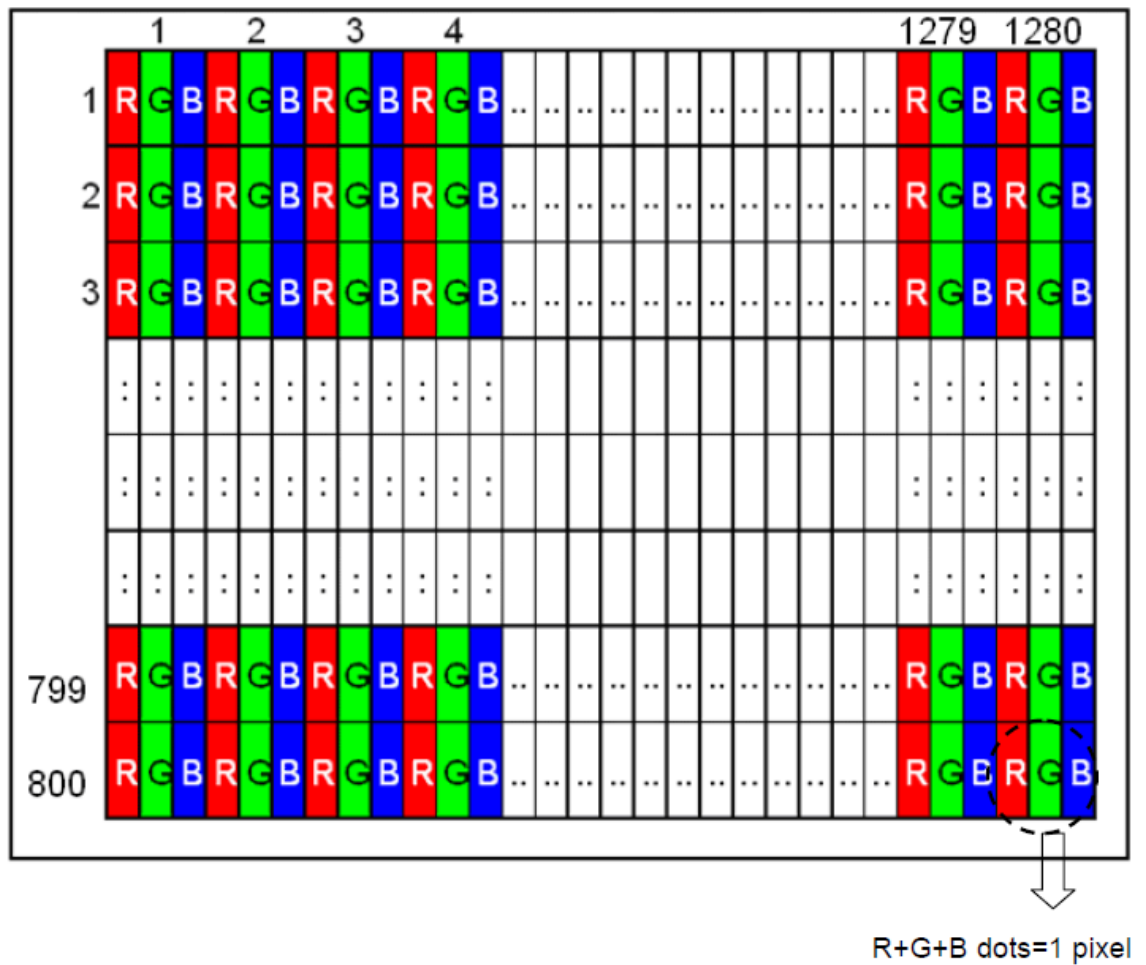 1 2 3 4 1279 1280
1 R G B R G B R G B R G B .. .. .. .. .. .. .. .. .. .. .. .. R G B R G B
2 R G B R G B R G B R G B .. .. .. .. .. .. .. .. .. .. .. .. R G B R G B
3 R G B R G B R G B R G B .. .. .. .. .. .. .. .. .. .. .. .. R G B R G B
: : : : : : : : : : : : : : : : : :
: : : : : : : : : : : : : : : : : :
: : : : : : : : : : : : : : : : : :
799 R G B R G B R G B R G B .. .. .. .. .. .. .. .. .. .. .. .. R G B R G B
800 R G B R G B R G B R G B .. .. .. .. .. .. .. .. .. .. .. .. R G B R G B
R+G+B dots=1 pixel